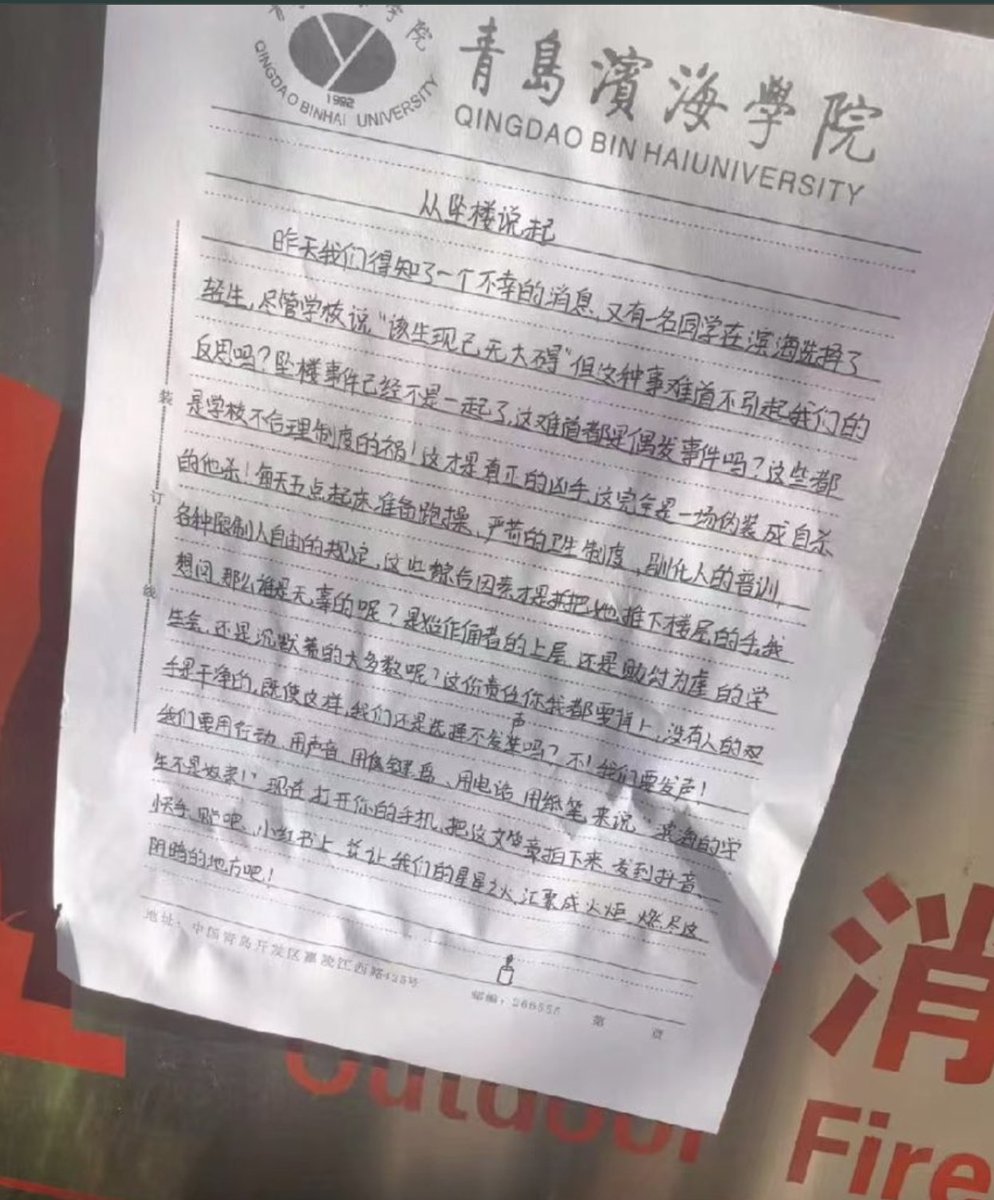 青島濱海學院
QINGDAO BINHAI UNIVERSITY
1992
QINGDAO BIN HAIUNIVERSITY
从坠楼说起
昨天我们得知了一个不幸的消息,又有一名同学在滨海选择了
轻生,尽管学校说“该生现已无大碍”但这种事难道不引起我们的
反思吗?坠楼事件已经不是一起了,这难道都是偶发事件吗?这些都
是学校不合理制度的祸!这才是真正的凶手,这完全是一场伪装成自杀
的他杀!每天五点起床准备跑操、严苛的卫生制度、驯化人的普训,
各种限制人自由的规定,这些综合因素才是把她推下楼层的手,我
想问,那么谁是无辜的呢?是始作俑者的上层,还是助纣为虐的学
生会,还是沉默着的大多数呢?这份责任你我都要背上,没有人的双
手是干净的,既使这样,我们还是选择不发声吗?不!我们要发声!
我们要用行动、用声音、用键盘、用电话、用纸笔来说“滨海的学
生不是奴隶!”现在打开你的手机,把这文章拍下来发到抖音、
快手、贴吧、小红书上,让我们的星星之火,汇聚成火炬,燃尽这
阴暗的地方吧!
装
订
线
地址:中国青岛开发区嘉陵江西路425号 邮编:266555 第 页
消
Outdoor Fire